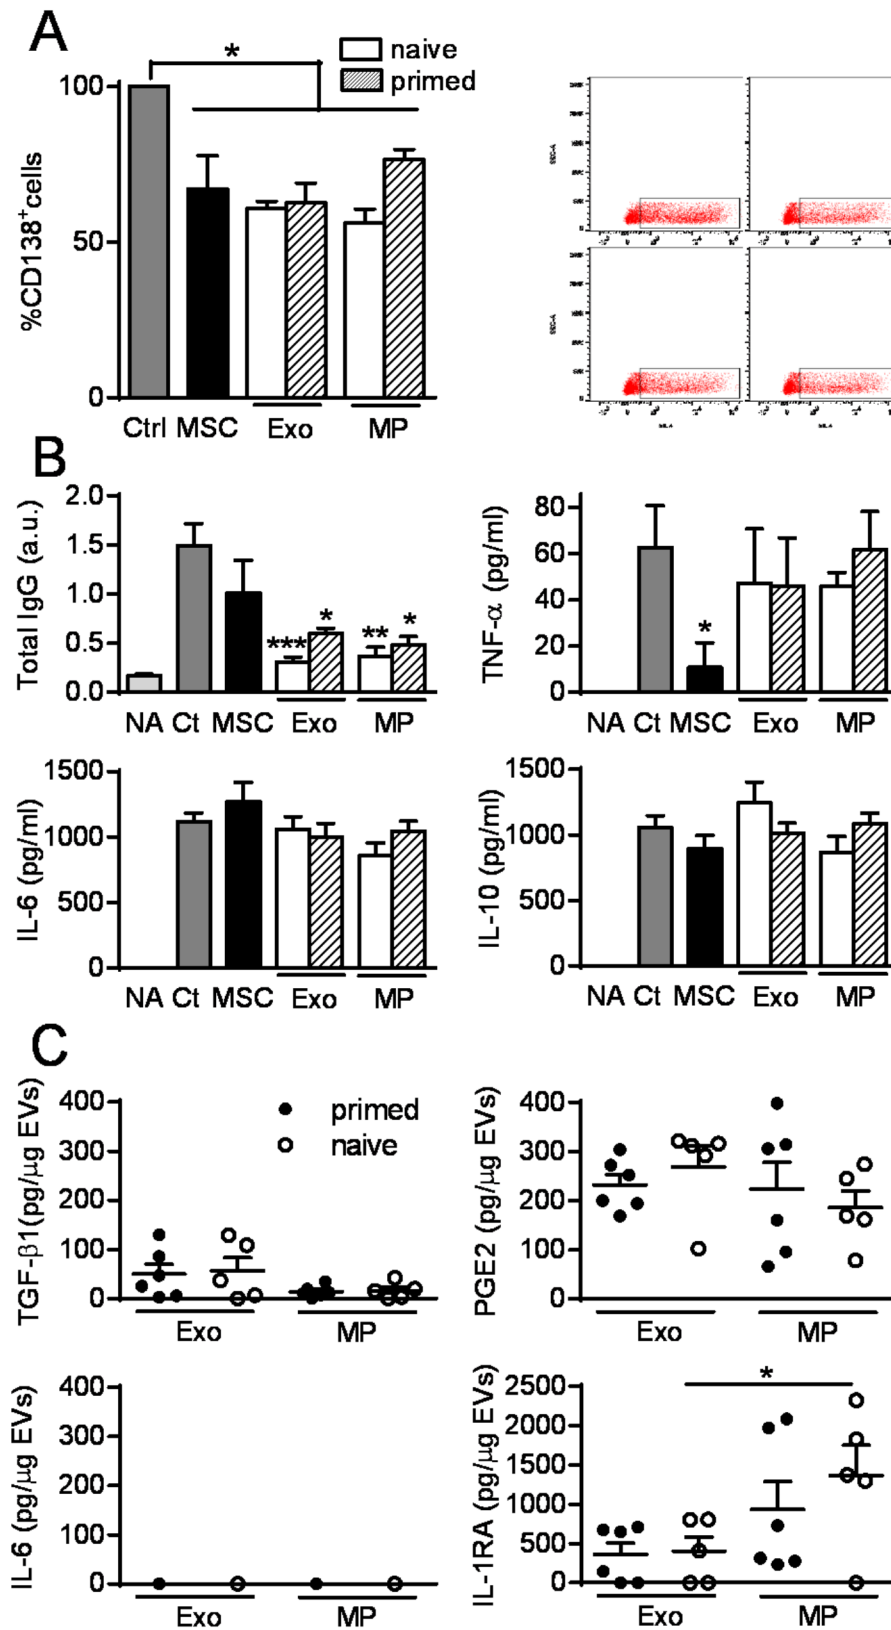 A
*
naive
primed
%CD138+cells
100
50
0
Ctrl MSC Exo MP
SSC-A
SSC-A
B
Total IgG (a.u.)
2.0
1.5
1.0
0.5
0.0
*** * ** *
NA Ct MSC Exo MP
TNF-α (pg/ml)
80
60
40
20
0
*
NA Ct MSC Exo MP
IL-6 (pg/ml)
1500
1000
500
0
NA Ct MSC Exo MP
IL-10 (pg/ml)
1500
1000
500
0
NA Ct MSC Exo MP
C
TGF-β1(pg/μg EVs)
400
300
200
100
0
primed
naive
Exo MP
PGE2 (pg/μg EVs)
400
300
200
100
0
Exo MP
IL-6 (pg/μg EVs)
400
300
200
100
0
Exo MP
IL-1RA (pg/μg EVs)
2500
2000
1500
1000
500
0
*
Exo MP